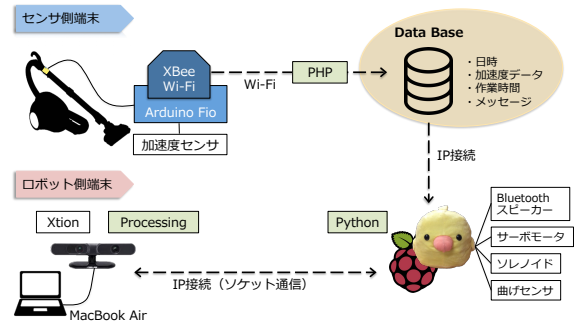 センサ側端末
XBee
Wi-Fi
Arduino Fio
加速度センサ
Wi-Fi
PHP
Data Base
・日時
・加速度データ
・作業時間
・メッセージ
IP接続
ロボット側端末
Xtion
Processing
Python
Bluetooth
スピーカー
サーボモータ
ソレノイド
曲げセンサ
IP接続（ソケット通信）
MacBook Air